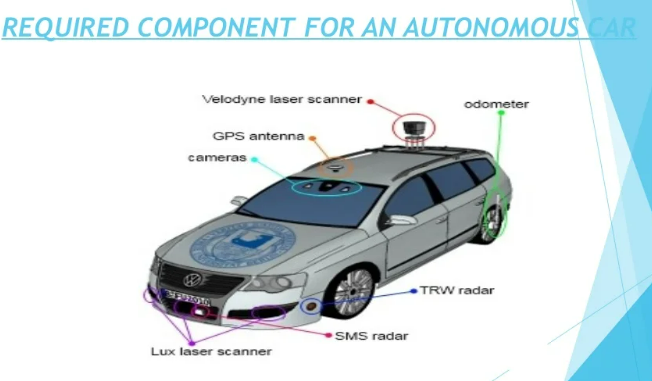 REQUIRED COMPONENT FOR AN AUTONOMOUS CAR
Velodyne laser scanner
odometer
GPS antenna
cameras
TRW radar
SMS radar
Lux laser scanner